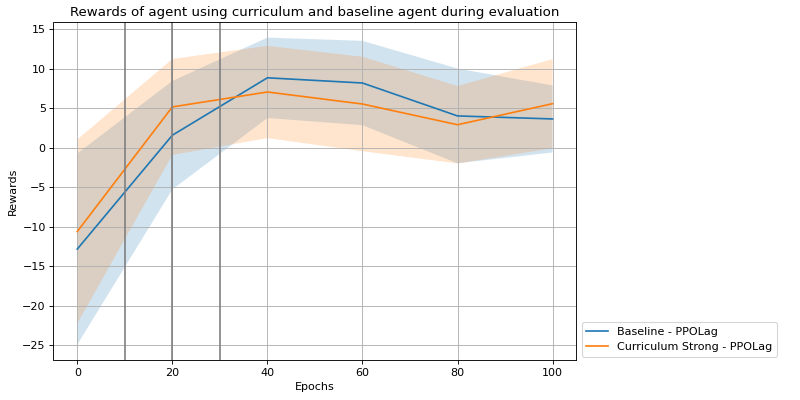 Rewards of agent using curriculum and baseline agent during evaluation
15
10
5
0
−5
−10
−15
−20
−25
Rewards
0 20 40 60 80 100
Epochs
Baseline - PPOLag
Curriculum Strong - PPOLag